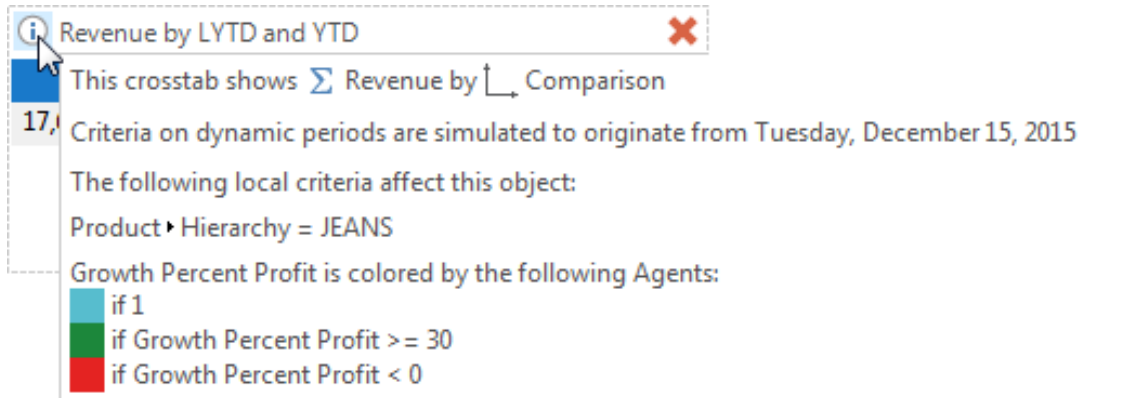 Revenue by LYTD and YTD
This crosstab shows Σ Revenue by Comparison
17,
Criteria on dynamic periods are simulated to originate from Tuesday, December 15, 2015
The following local criteria affect this object:
Product ▸ Hierarchy = JEANS
Growth Percent Profit is colored by the following Agents:
if 1
if Growth Percent Profit >= 30
if Growth Percent Profit < 0